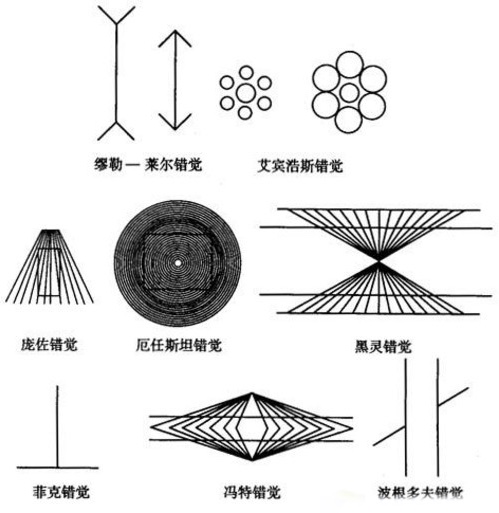 缪勒—莱尔错觉
艾宾浩斯错觉
庞佐错觉
厄任斯坦错觉
黑灵错觉
菲克错觉
冯特错觉
波根多夫错觉